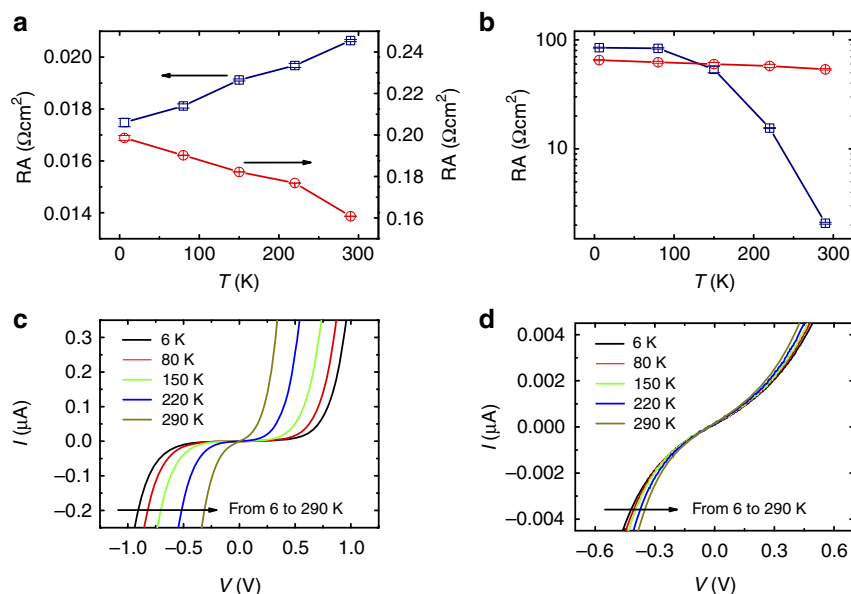 a
0.020
0.018
0.016
0.014
RA (Ωcm²)
0.24
0.22
0.20
0.18
0.16
RA (Ωcm²)
0 100 200 300
T (K)
b
100
10
RA (Ωcm²)
0 100 200 300
T (K)
c
0.3
0.2
0.1
0.0
−0.1
−0.2
I (μA)
6 K
80 K
150 K
220 K
290 K
From 6 to 290 K
−1.0 −0.5 0.0 0.5 1.0
V (V)
d
0.004
0.002
0.000
−0.002
−0.004
I (μA)
6 K
80 K
150 K
220 K
290 K
From 6 to 290 K
−0.6 −0.3 0.0 0.3 0.6
V (V)